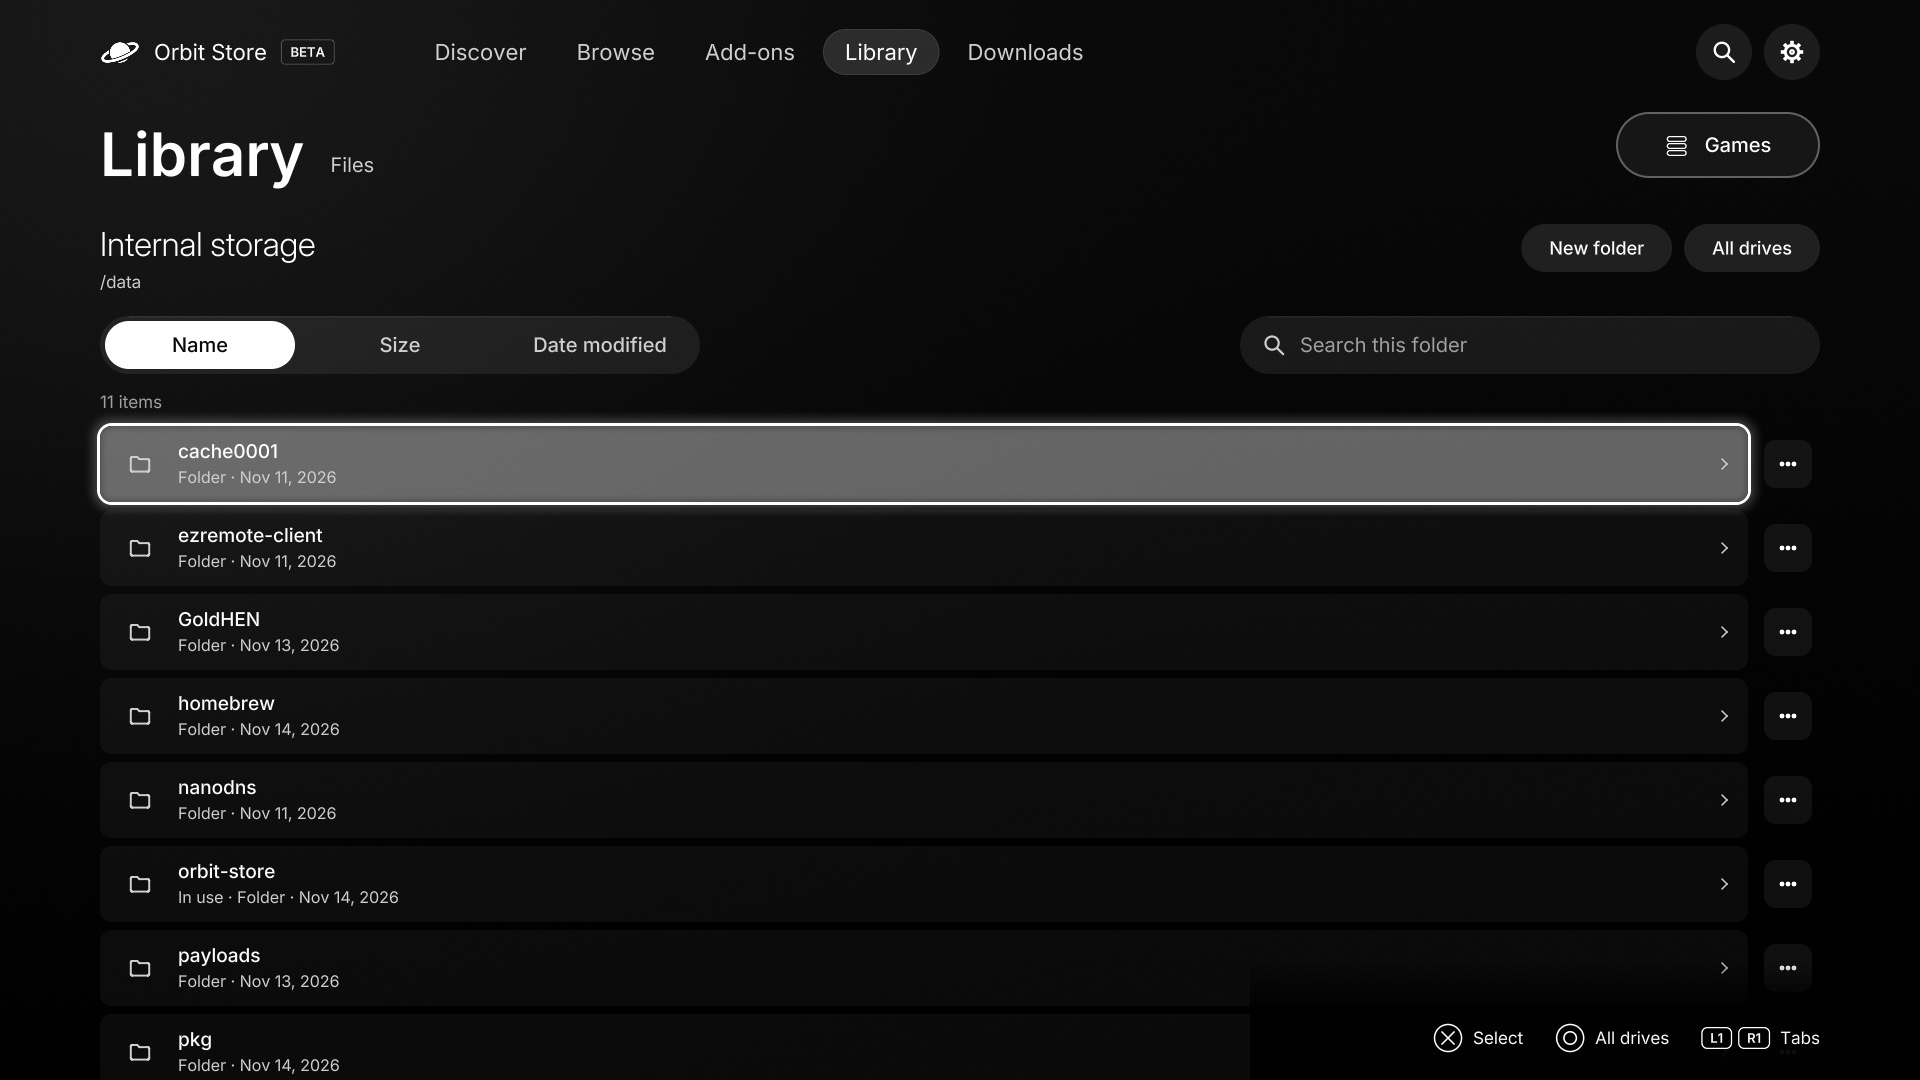 Orbit Store BETA
Discover
Browse
Add-ons
Library
Downloads
Library Files
Games
Internal storage
/data
New folder
All drives
Name
Size
Date modified
Search this folder
11 items
cache0001
Folder · Nov 11, 2026
ezremote-client
Folder · Nov 11, 2026
GoldHEN
Folder · Nov 13, 2026
homebrew
Folder · Nov 14, 2026
nanodns
Folder · Nov 11, 2026
orbit-store
In use · Folder · Nov 14, 2026
payloads
Folder · Nov 13, 2026
pkg
Folder · Nov 14, 2026
Select
All drives
L1 R1 Tabs